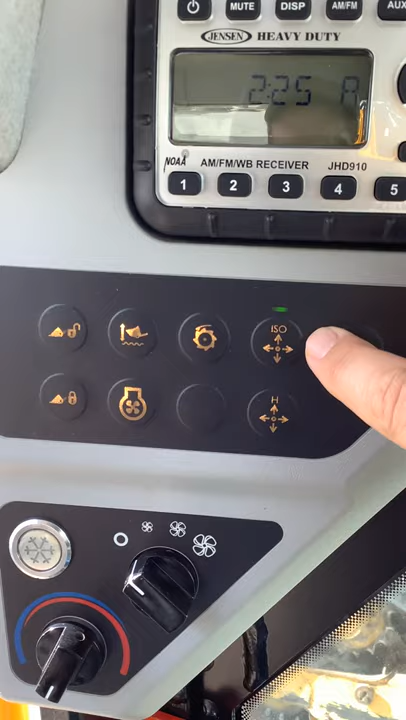 MUTE DISP AM/FM AUX
JENSEN HEAVY DUTY
2:25 A
NOAA AM/FM/WB RECEIVER JHD910
1 2 3 4 5
ISO
H